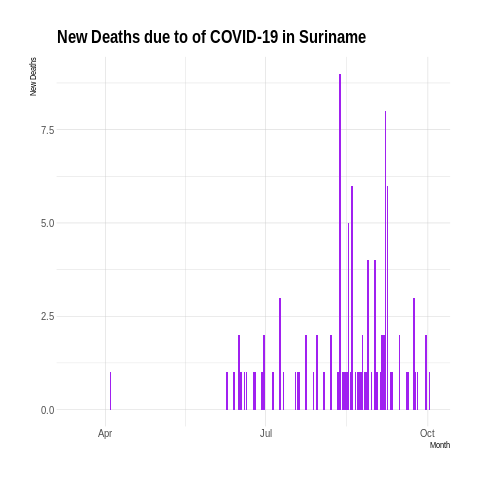 New Deaths due to of COVID-19 in Suriname
New Deaths
7.5
5.0
2.5
0.0
Apr Jul Oct
Month